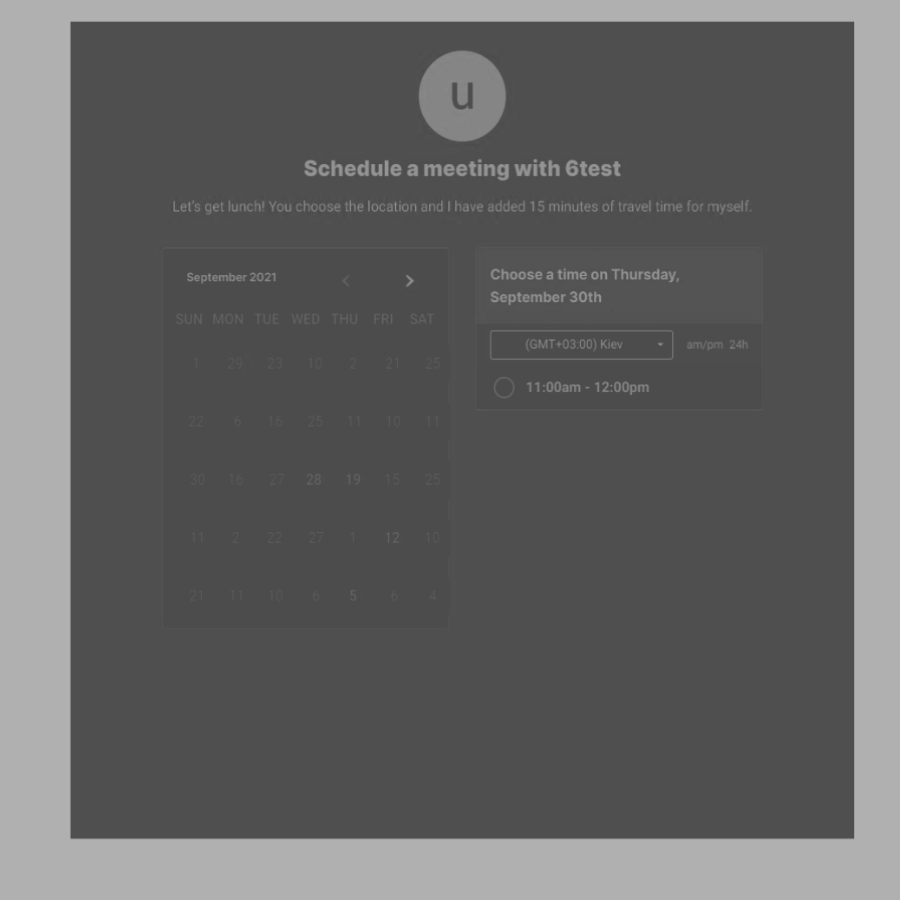 u
Schedule a meeting with 6test
Let's get lunch! You choose the location and I have added 15 minutes of travel time for myself.
September 2021
SUN MON TUE WED THU FRI SAT
1 29 23 10 2 21 25
22 6 16 25 11 10 11
30 16 27 28 19 15 25
11 2 22 27 1 12 10
21 11 10 6 5 6 4
Choose a time on Thursday,
September 30th
(GMT+03:00) Kiev am/pm 24h
11:00am - 12:00pm